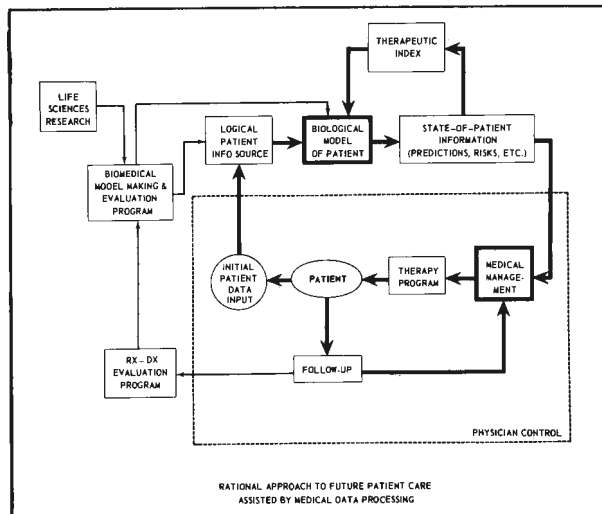 THERAPEUTIC
INDEX
LIFE
SCIENCES
RESEARCH
LOGICAL
PATIENT
INFO SOURCE
BIOLOGICAL
MODEL
OF PATIENT
STATE-OF-PATIENT
INFORMATION
(PREDICTIONS, RISKS, ETC.)
BIOMEDICAL
MODEL MAKING &
EVALUATION
PROGRAM
INITIAL
PATIENT
DATA
INPUT
PATIENT
THERAPY
PROGRAM
MEDICAL
MANAGE-
MENT
RX-DX
EVALUATION
PROGRAM
FOLLOW-UP
PHYSICIAN CONTROL
RATIONAL APPROACH TO FUTURE PATIENT CARE
ASSISTED BY MEDICAL DATA PROCESSING